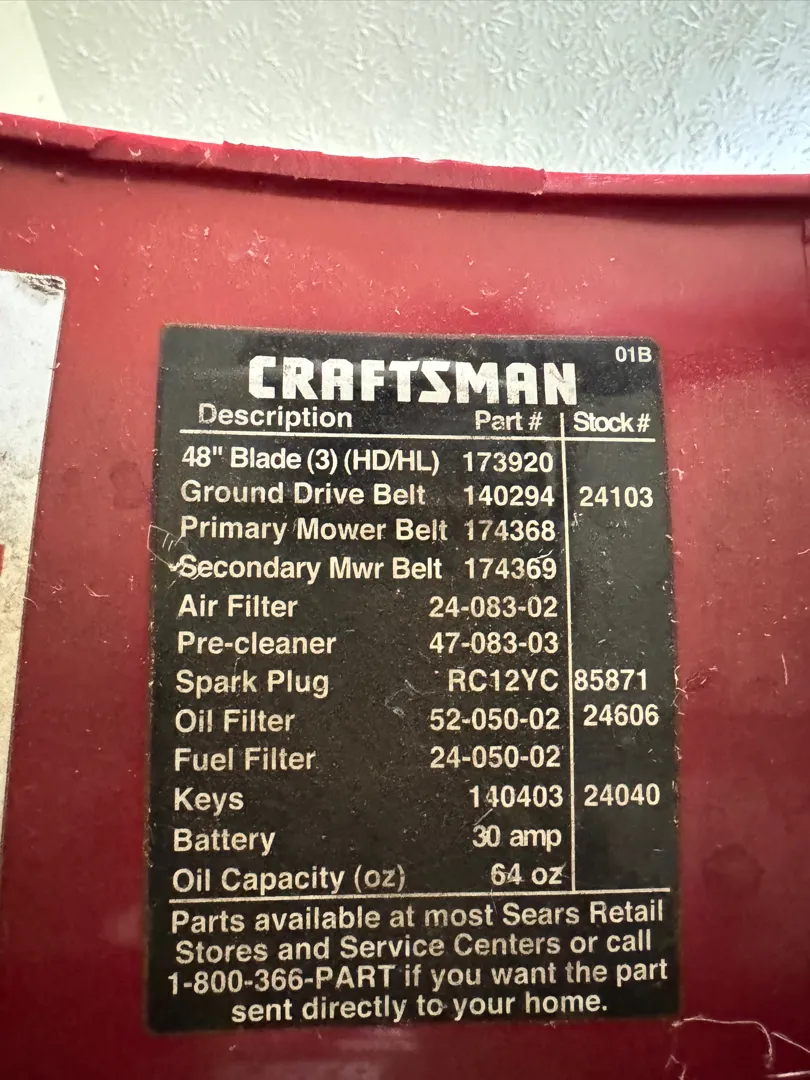 01B
CRAFTSMAN
Description Part # Stock#
48" Blade (3) (HD/HL) 173920
Ground Drive Belt 140294 24103
Primary Mower Belt 174368
Secondary Mwr Belt 174369
Air Filter 24-083-02
Pre-cleaner 47-083-03
Spark Plug RC12YC 85871
Oil Filter 52-050-02 24606
Fuel Filter 24-050-02
Keys 140403 24040
Battery 30 amp
Oil Capacity (oz) 64 oz
Parts available at most Sears Retail
Stores and Service Centers or call
1-800-366-PART if you want the part
sent directly to your home.